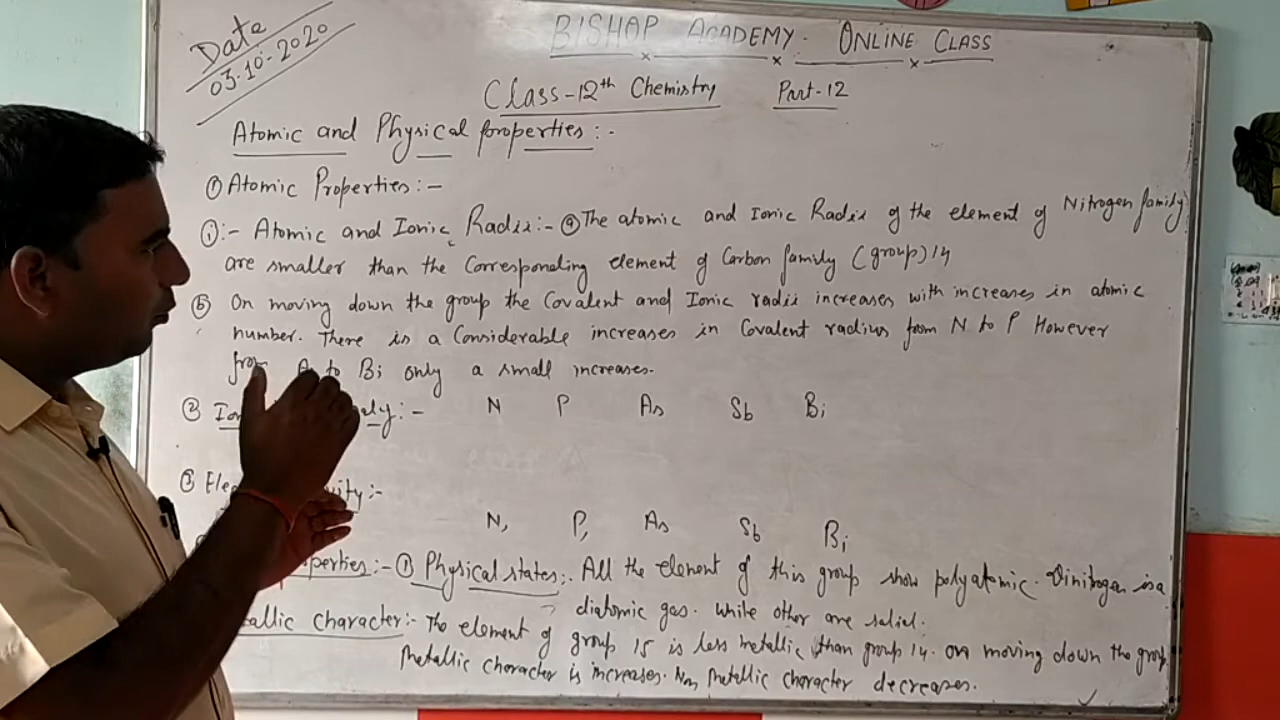 Date
03.10.2020
BISHAP ACADEMY. ONLINE CLASS
Class-12th Chemistry Part-12
Atomic and Physical Properties:-
① Atomic Properties:-
①:- Atomic and Ionic Radii:- ⓐ The atomic and Ionic Radii of the element of Nitrogen family
are smaller than the Corresponding element of Carbon family (group) 14
ⓑ On moving down the group the Covalent and Ionic radii increases with increases in atomic
number. There is a Considerable increases in Covalent radius from N to P However
from As to Bi only a small increases.
② N P As Sb Bi
③
N, P, As Sb Bi
:- ① Physical states:. All the element of this group show polyatomic. Dinitrogen is a
diatomic gas. While other are solid.
character:- The element of group 15 is less metallic than group 14. on moving down the group
Metallic character is increases. Non Metallic character decreases.